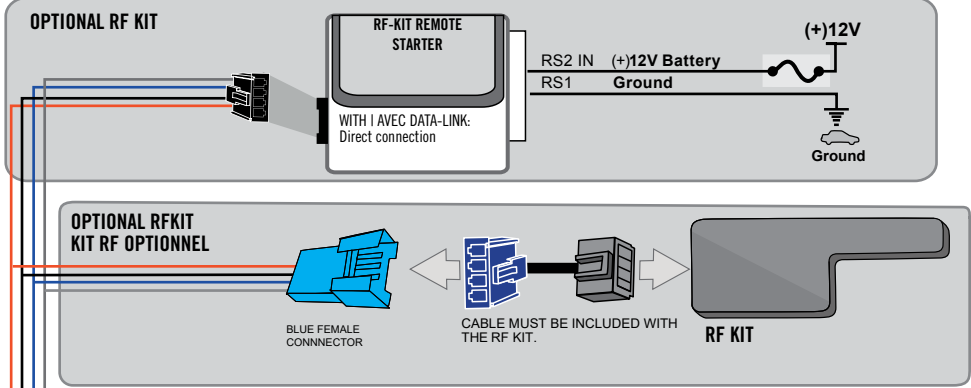 OPTIONAL RF KIT
RF-KIT REMOTE
STARTER
(+)12V
RS2 IN (+)12V Battery
RS1 Ground
WITH | AVEC DATA-LINK:
Direct connection
Ground
OPTIONAL RFKIT
KIT RF OPTIONNEL
BLUE FEMALE
CONNNECTOR
CABLE MUST BE INCLUDED WITH
THE RF KIT.
RF KIT